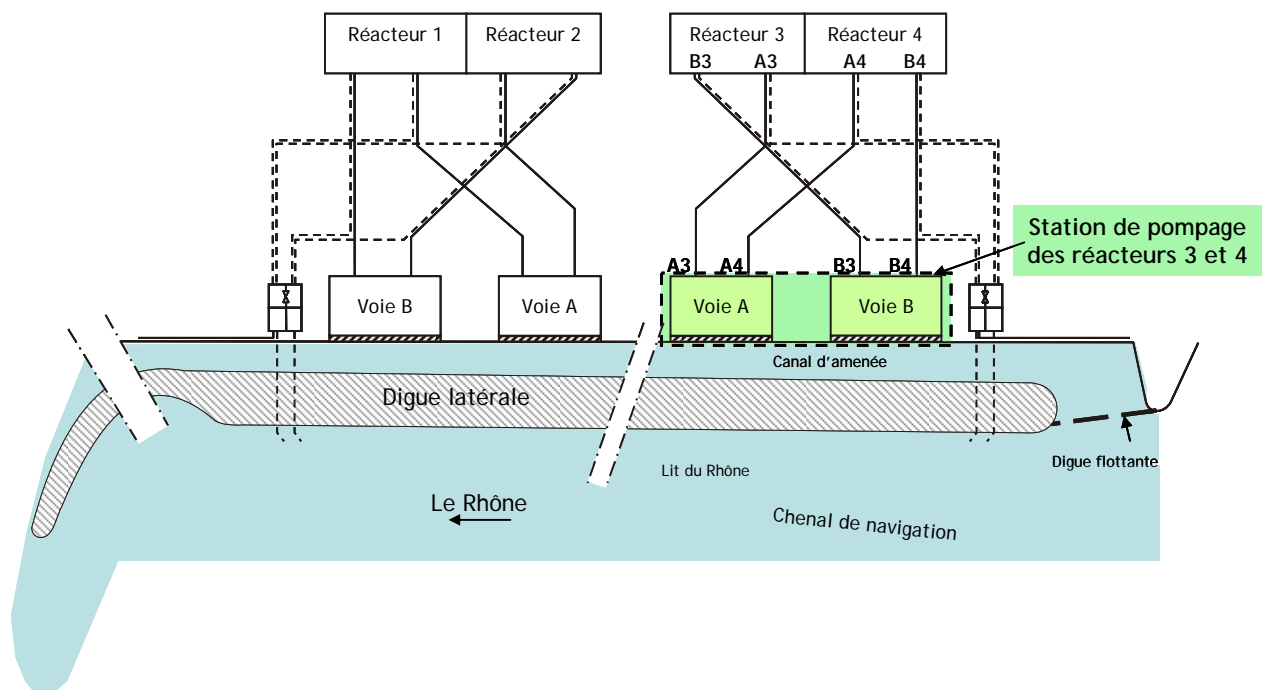 Réacteur 1
Réacteur 2
Réacteur 3
Réacteur 4
B3
A3
A4
B4
Station de pompage
des réacteurs 3 et 4
A3
A4
B3
B4
Voie B
Voie A
Voie A
Voie B
Canal d'amenée
Digue latérale
Digue flottante
Lit du Rhône
Le Rhône
Chenal de navigation